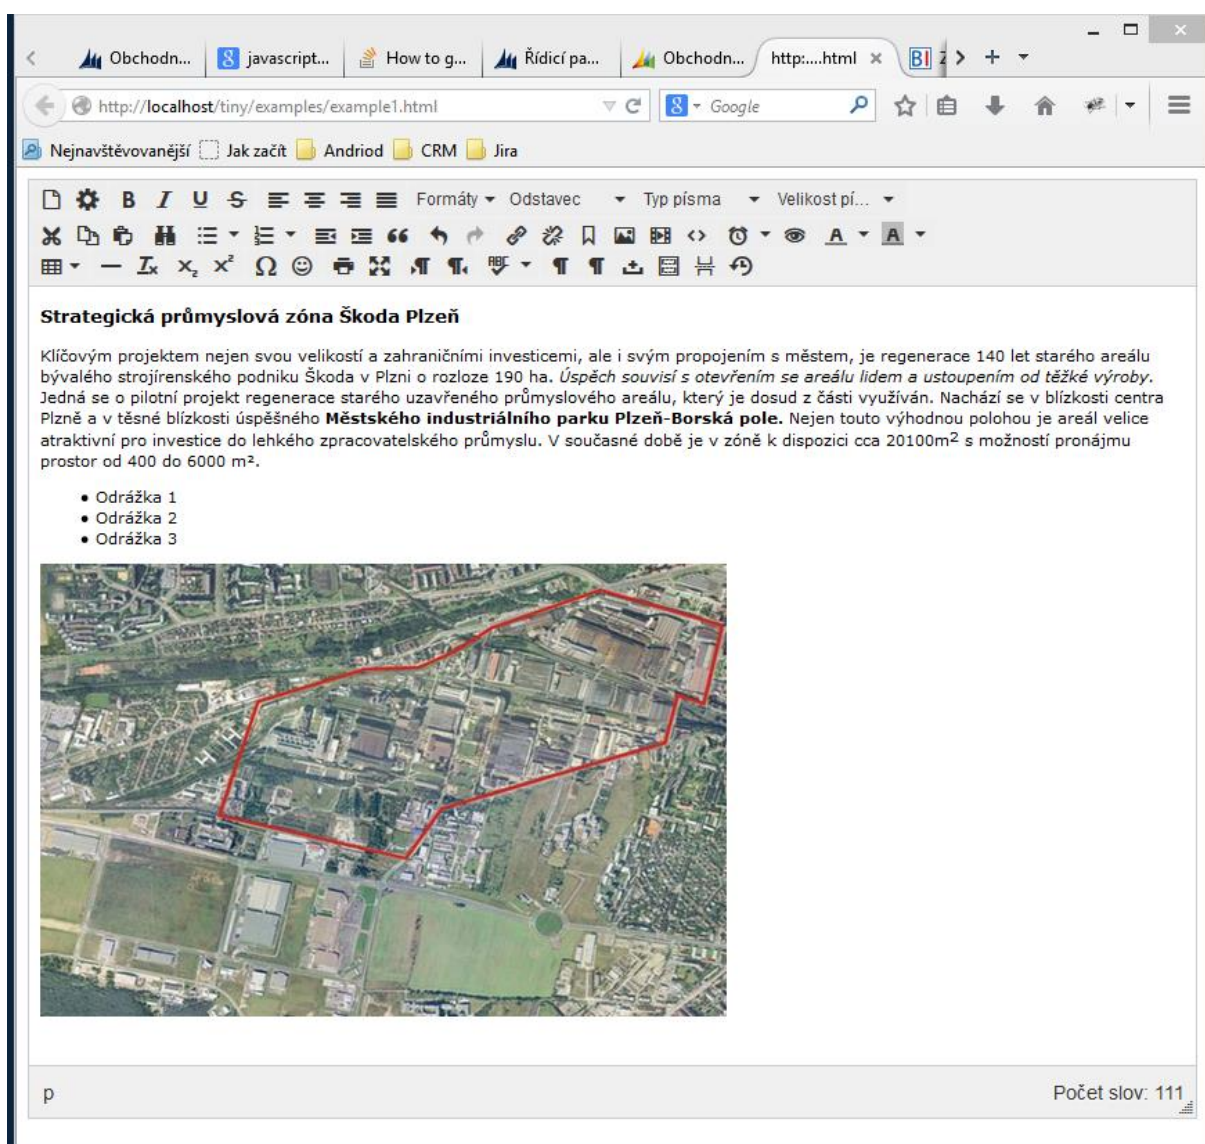 Obchodn... javascript... How to g... Řídicí pa... Obchodn... http:....html
http://localhost/tiny/examples/example1.html Google
Nejnavštěvovanější Jak začít Andriod CRM Jira
B I U S Formáty Odstavec Typ písma Velikost pí...
Strategická průmyslová zóna Škoda Plzeň
Klíčovým projektem nejen svou velikostí a zahraničními investicemi, ale i svým propojením s městem, je regenerace 140 let starého areálu
bývalého strojírenského podniku Škoda v Plzni o rozloze 190 ha. Úspěch souvisí s otevřením se areálu lidem a ustoupením od těžké výroby.
Jedná se o pilotní projekt regenerace starého uzavřeného průmyslového areálu, který je dosud z části využíván. Nachází se v blízkosti centra
Plzně a v těsné blízkosti úspěšného Městského industriálního parku Plzeň-Borská pole. Nejen touto výhodnou polohou je areál velice
atraktivní pro investice do lehkého zpracovatelského průmyslu. V současné době je v zóně k dispozici cca 20100m² s možností pronájmu
prostor od 400 do 6000 m².
• Odrážka 1
• Odrážka 2
• Odrážka 3
p Počet slov: 111